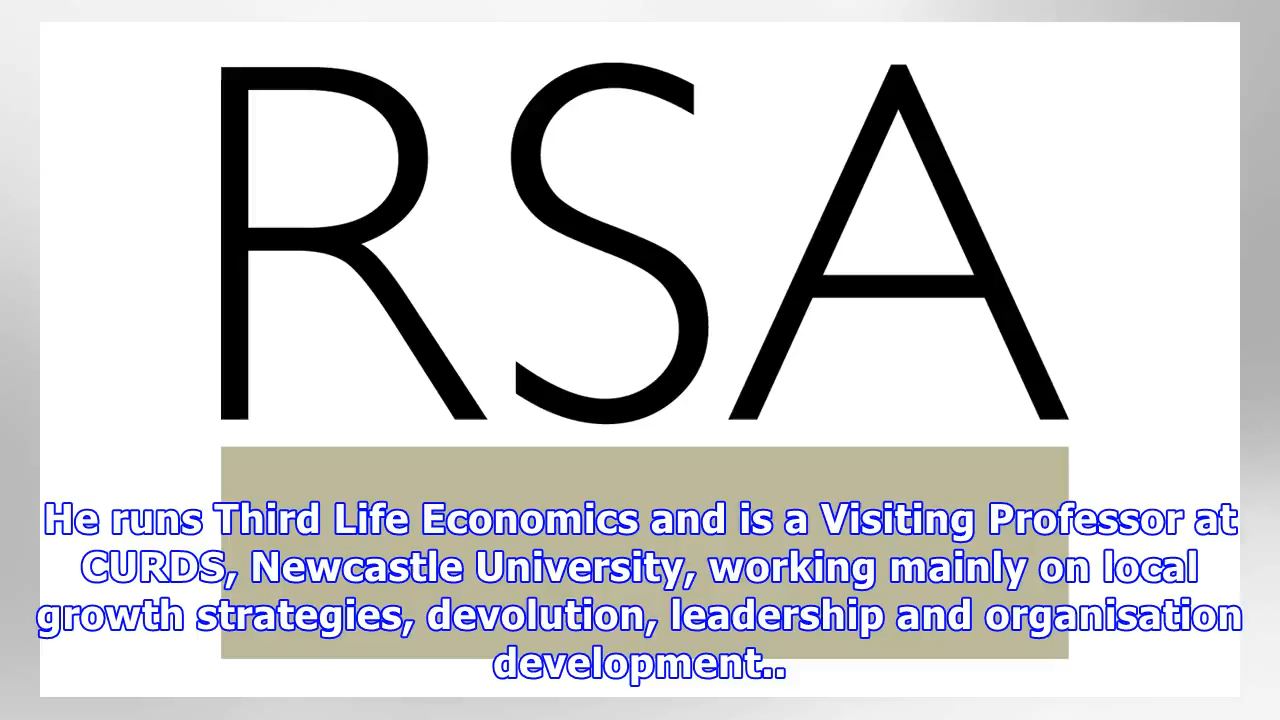 RSA
He runs Third Life Economics and is a Visiting Professor at
CURDS, Newcastle University, working mainly on local
growth strategies, devolution, leadership and organisation
development..